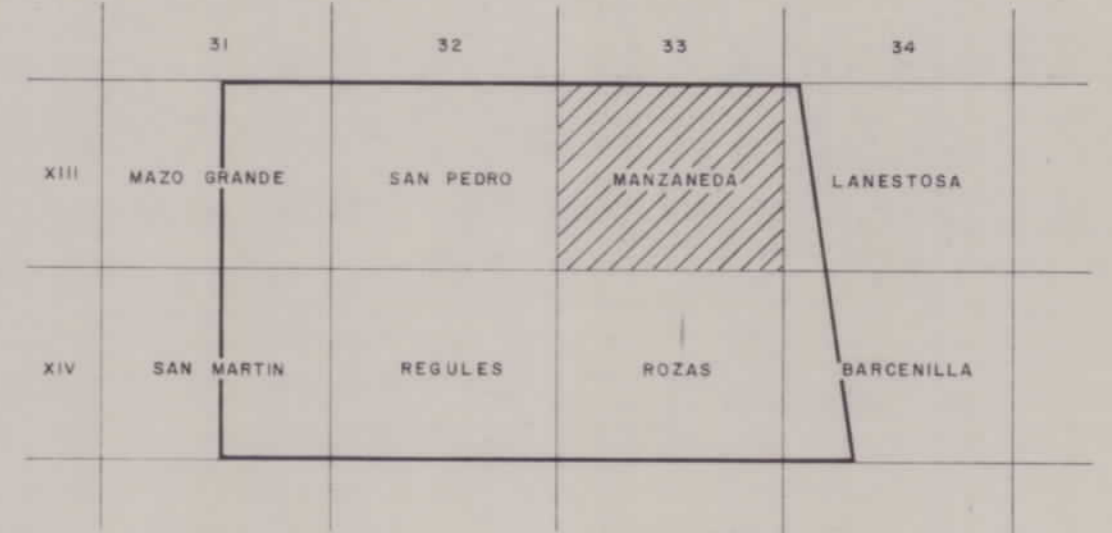 31 32 33 34
XIII MAZO GRANDE SAN PEDRO MANZANEDA LANESTOSA
XIV SAN MARTIN REGULES ROZAS BARCENILLA